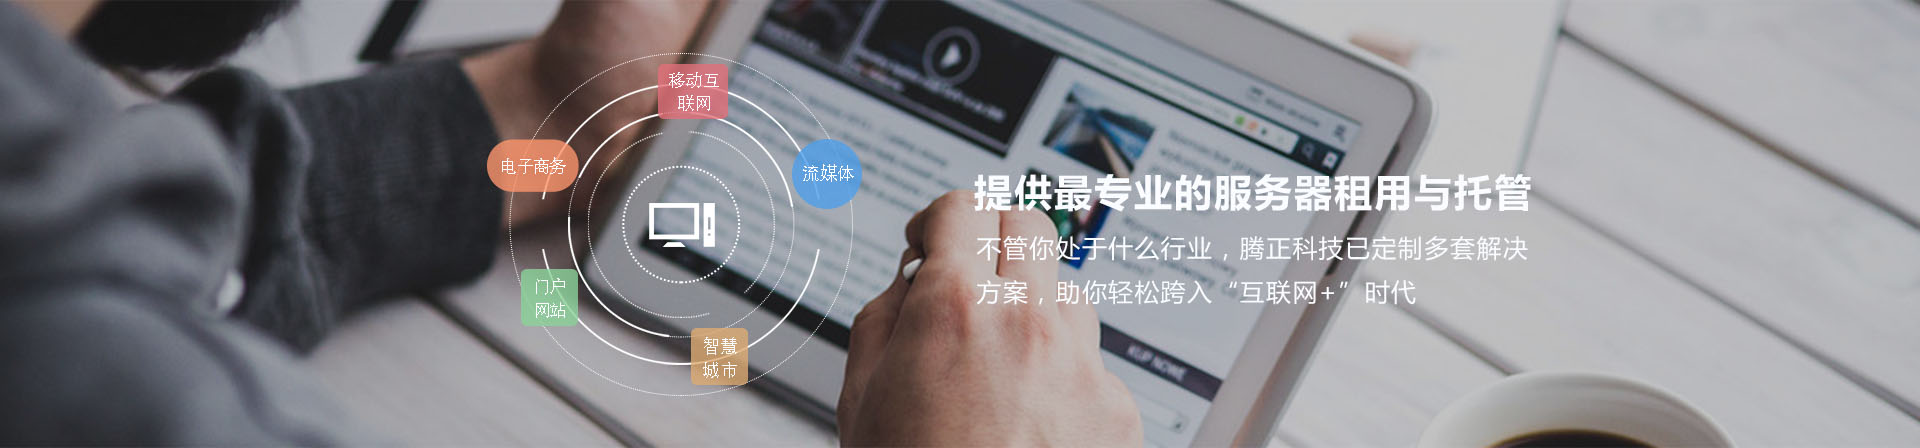 移动互
联网
电子商务
流媒体
门户
网站
智慧
城市
提供最专业的服务器租用与托管
不管你处于什么行业，腾正科技已定制多套解决
方案，助你轻松跨入“互联网+”时代